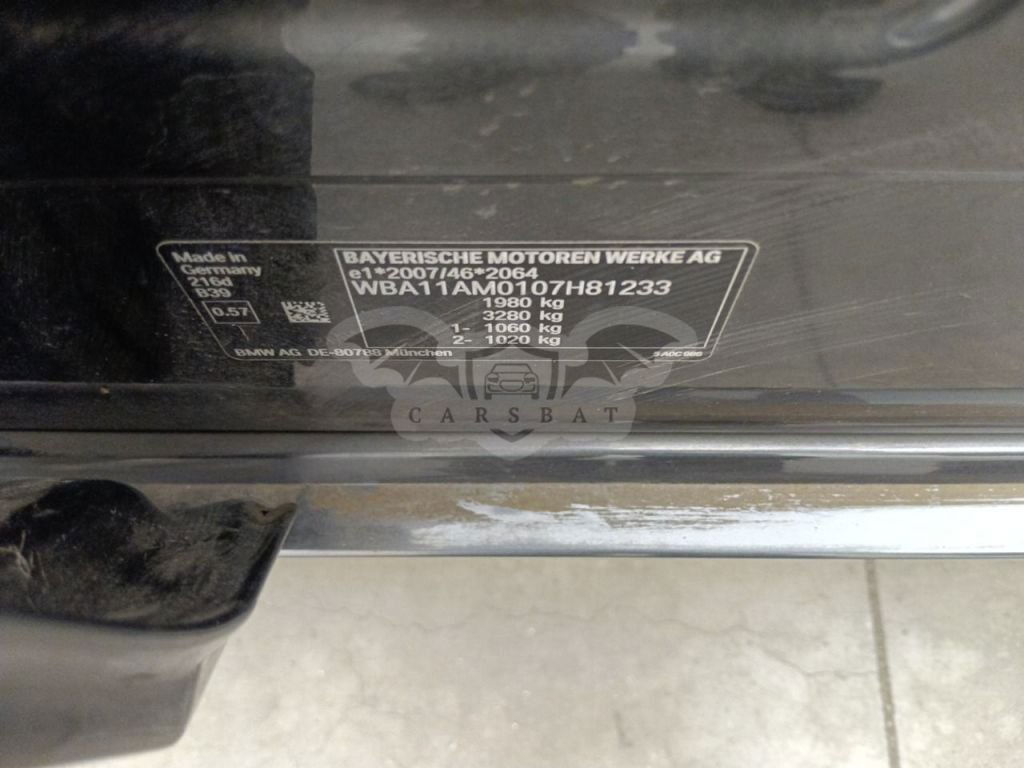 Made in
Germany
216d
B39
0.57
BMW AG DE-80788 München
BAYERISCHE MOTOREN WERKE AG
e1*2007/46*2064
WBA11AM0107H81233
1980 kg
3280 kg
1- 1060 kg
2- 1020 kg
CARSBAT